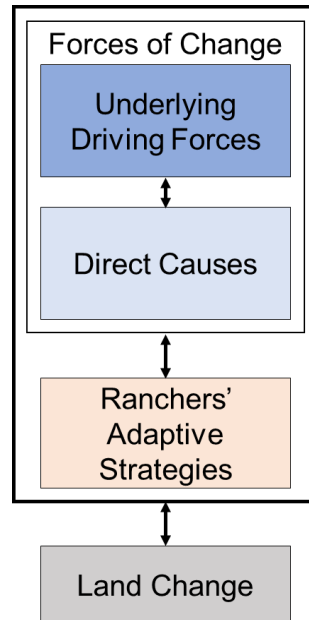 Forces of Change
Underlying
Driving Forces
Direct Causes
Ranchers'
Adaptive
Strategies
Land Change